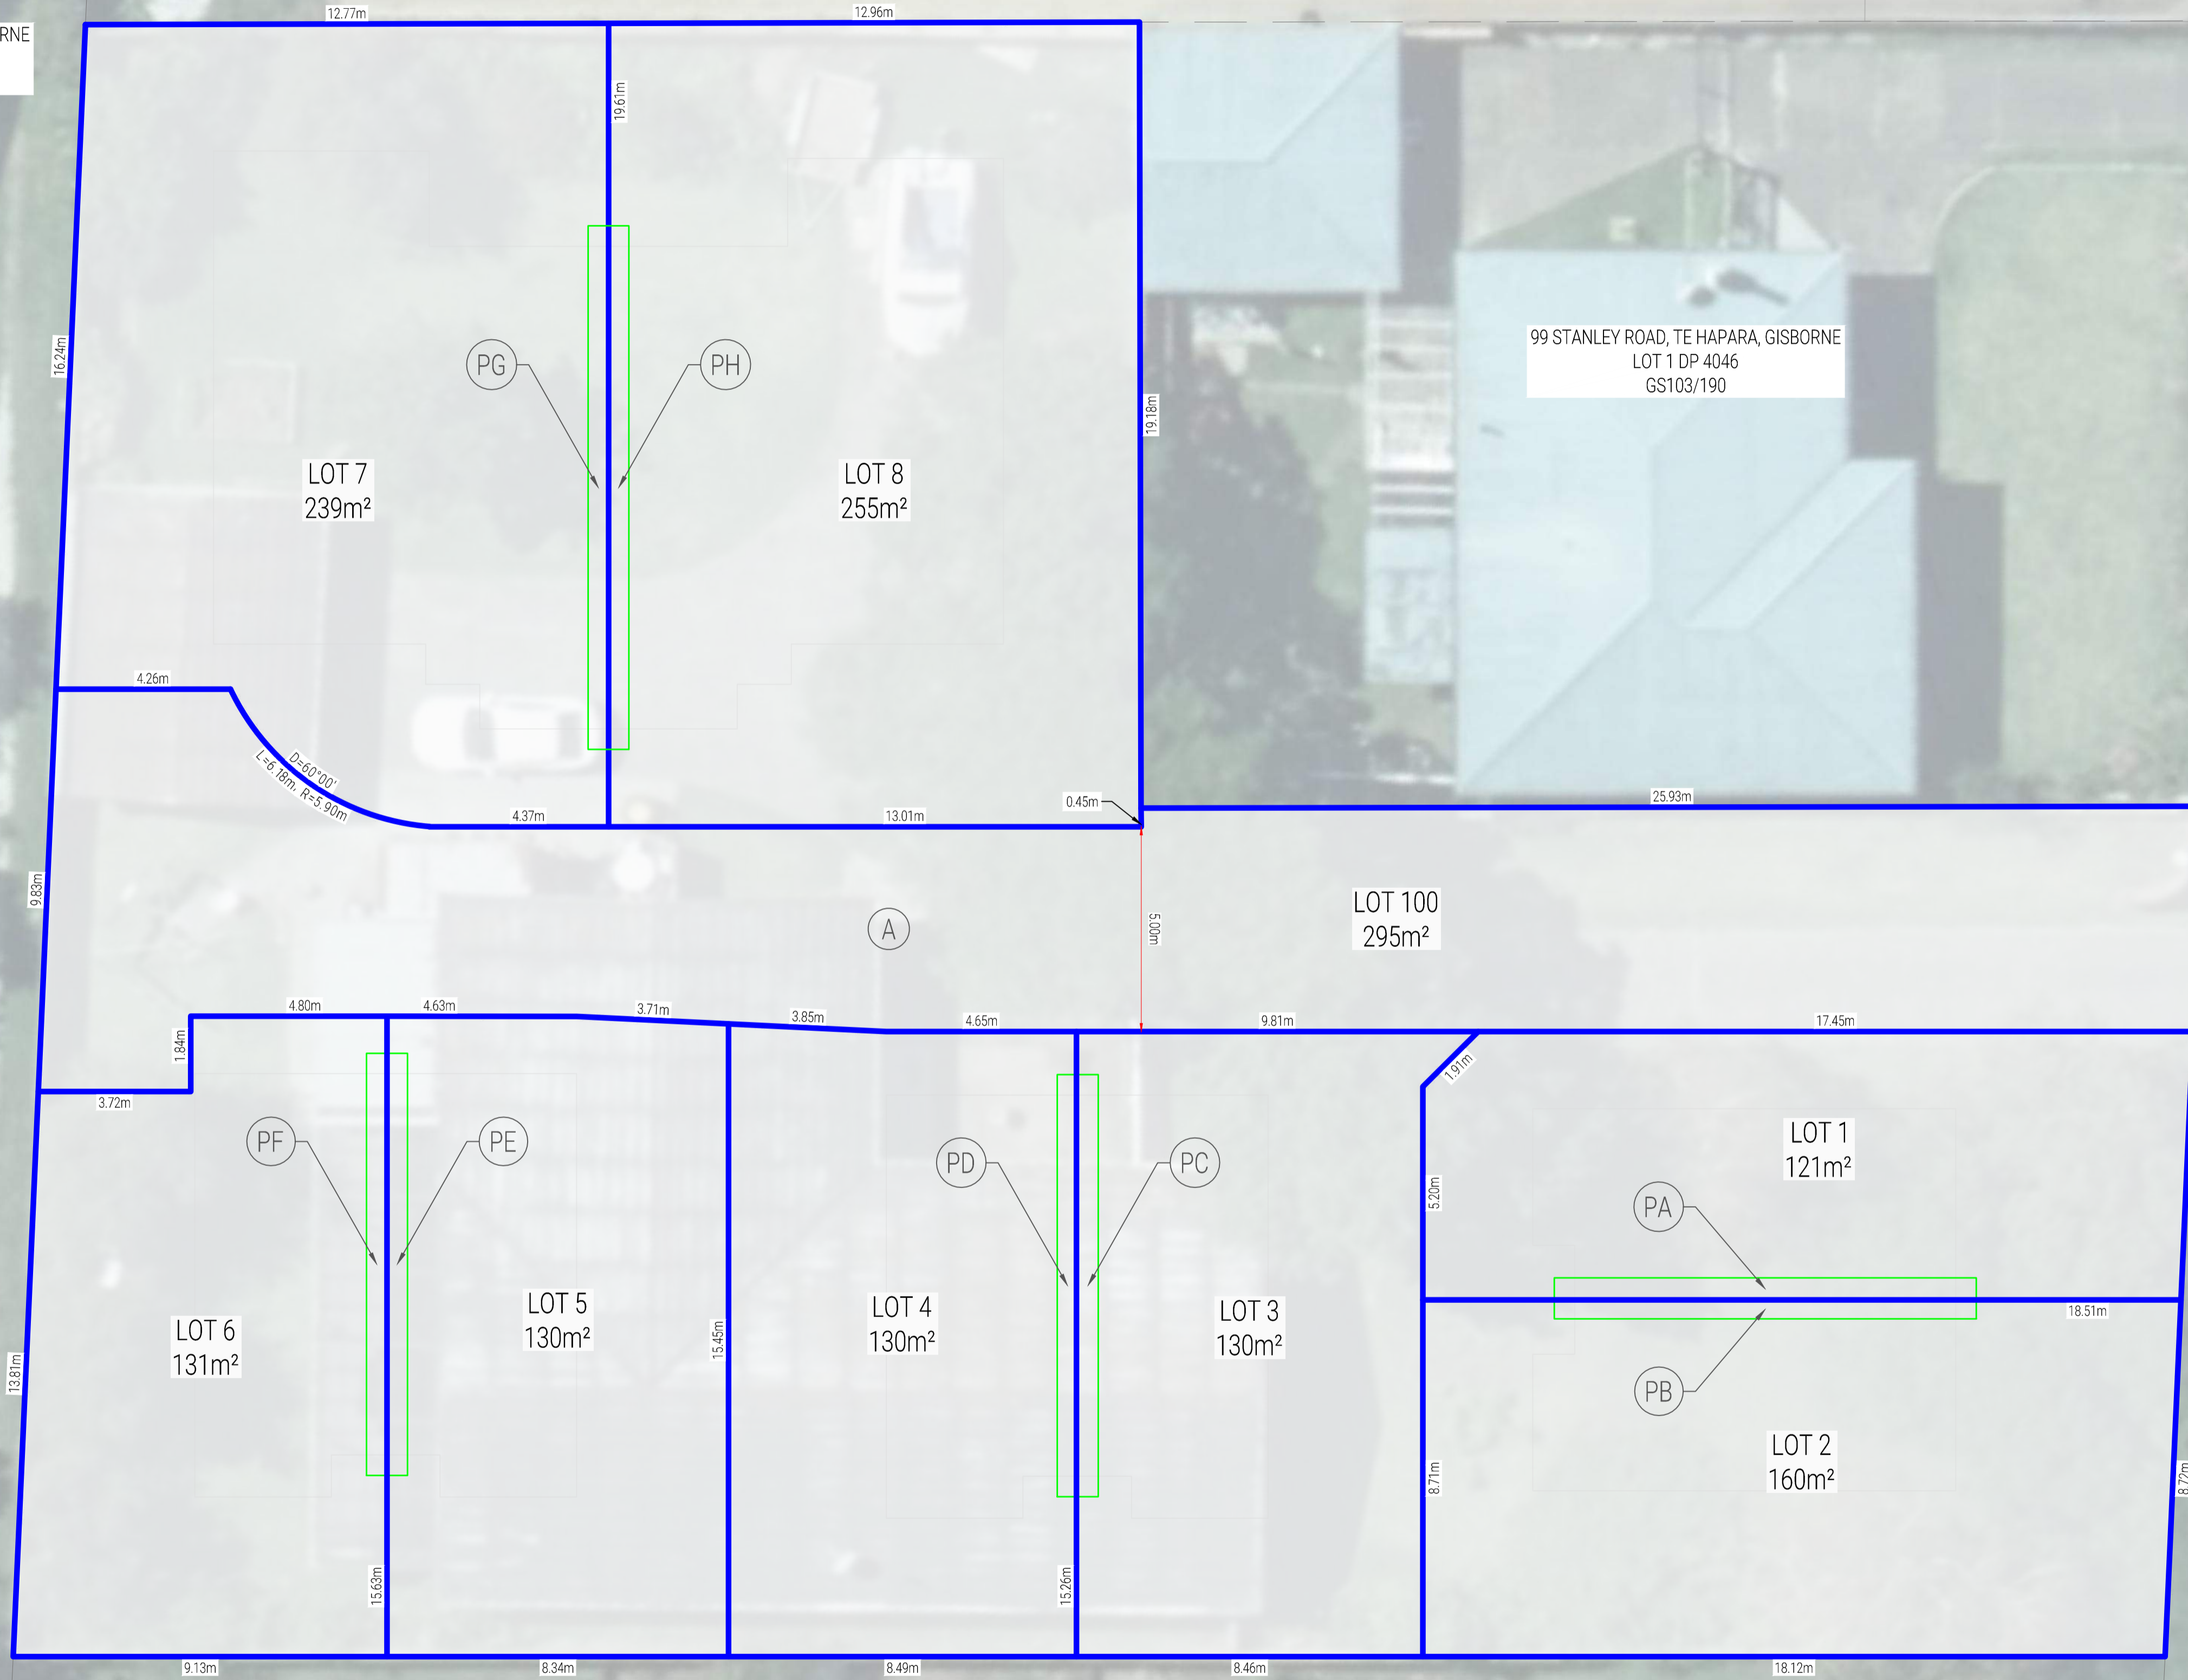 12.77m
12.96m
RNE
19.61m
99 STANLEY ROAD, TE HAPARA, GISBORNE
LOT 1 DP 4046
GS103/190
16.24m
PG
PH
19.18m
LOT 7
239m²
LOT 8
255m²
4.26m
D=60°00'
L=6.18m, R=5.90m
4.37m
13.01m
0.45m
25.93m
9.83m
A
5.00m
LOT 100
295m²
4.80m
4.63m
3.71m
3.85m
4.65m
9.81m
17.45m
1.84m
3.72m
1.91m
PF
PE
PD
PC
LOT 1
121m²
5.20m
PA
LOT 6
131m²
LOT 5
130m²
15.45m
LOT 4
130m²
LOT 3
130m²
18.51m
13.81m
PB
LOT 2
160m²
8.71m
8.72m
15.63m
15.26m
9.13m
8.34m
8.49m
8.46m
18.12m